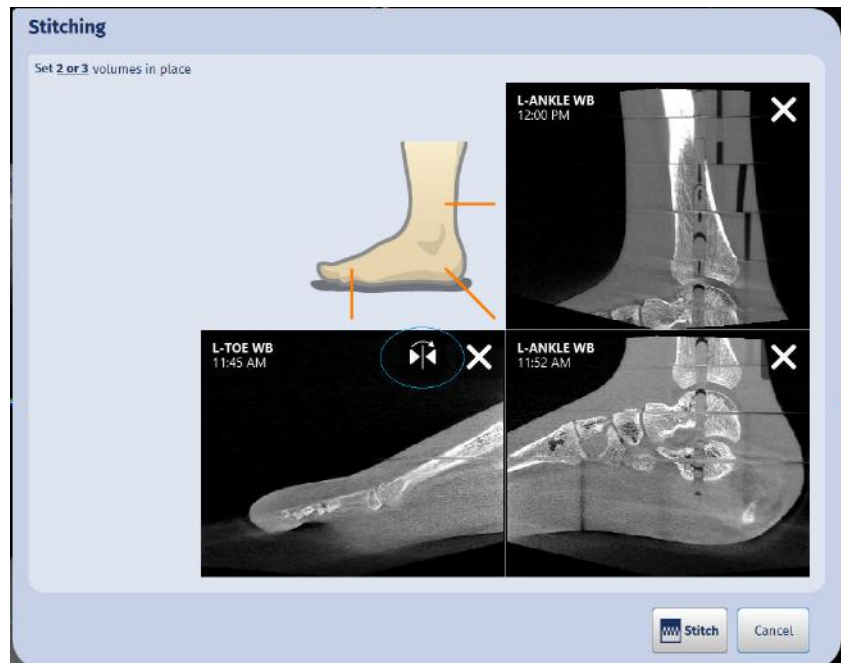 Stitching
Set 2 or 3 volumes in place
L-ANKLE WB
12:00 PM
L-TOE WB
11:45 AM
L-ANKLE WB
11:52 AM
Stitch
Cancel